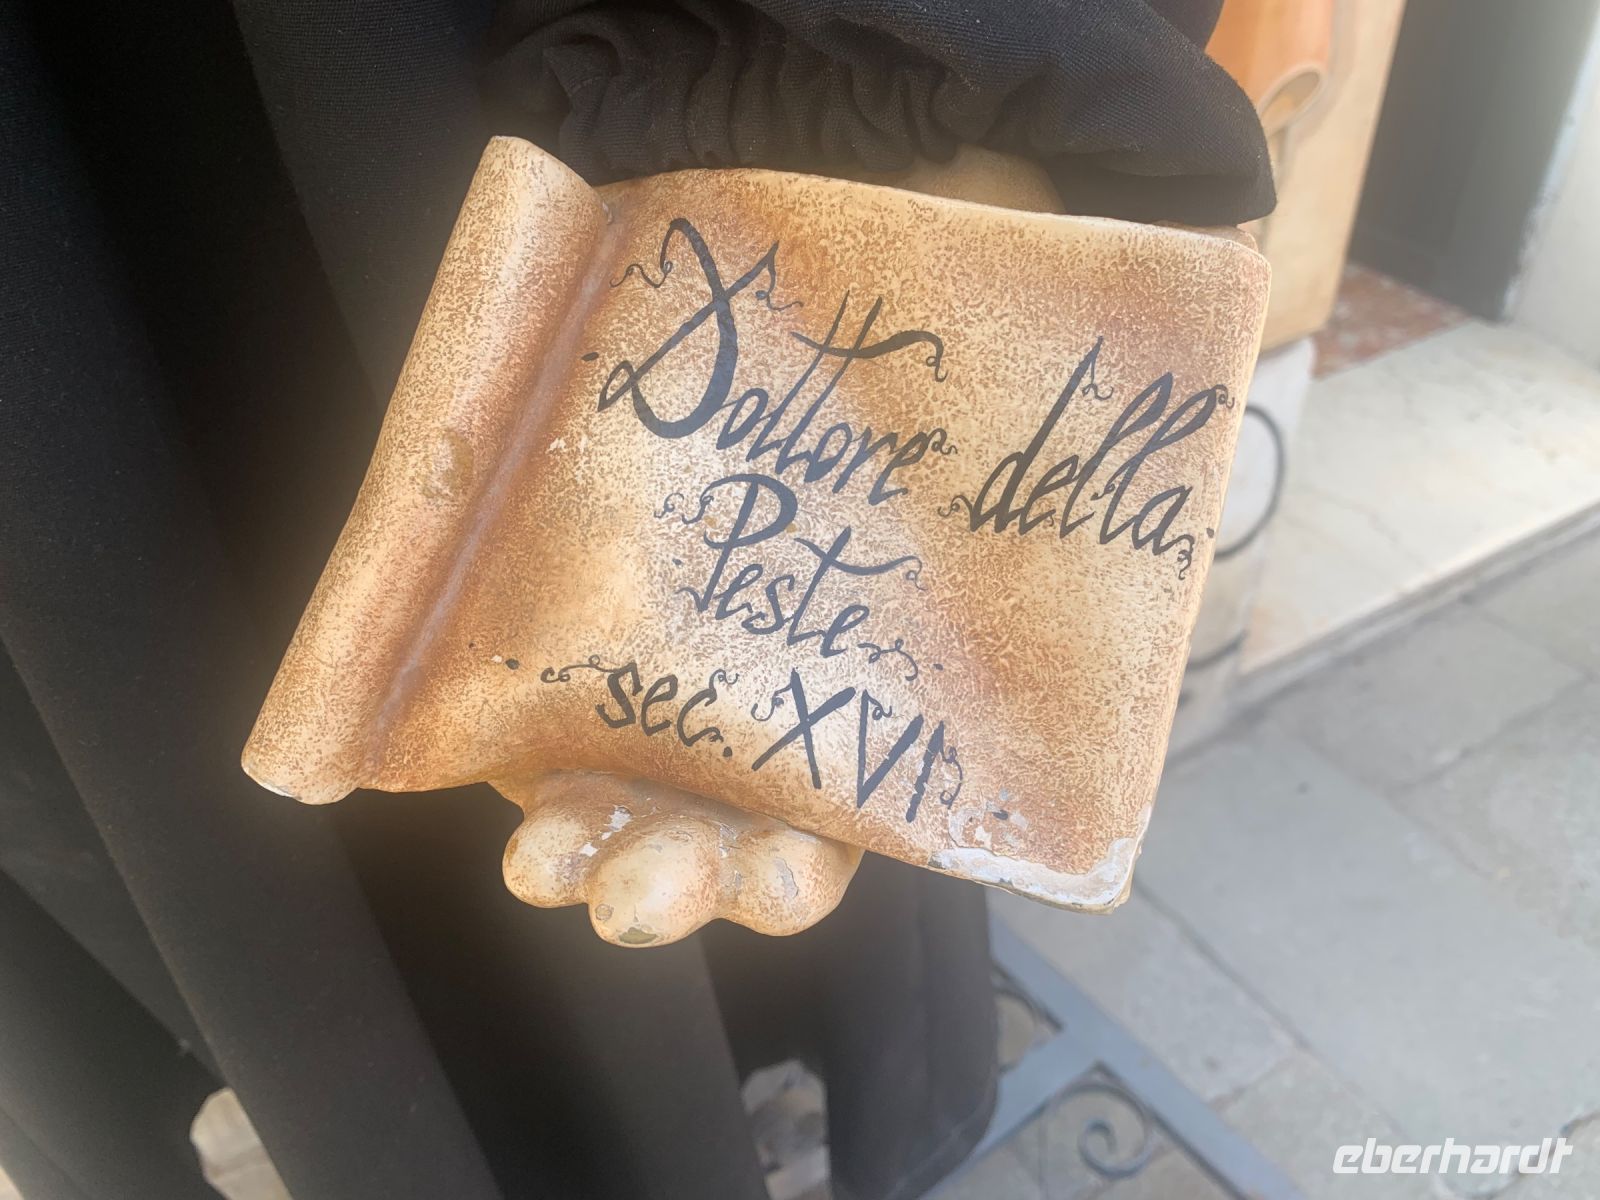 Dottore della
Peste
sec. XVI
eberhardt